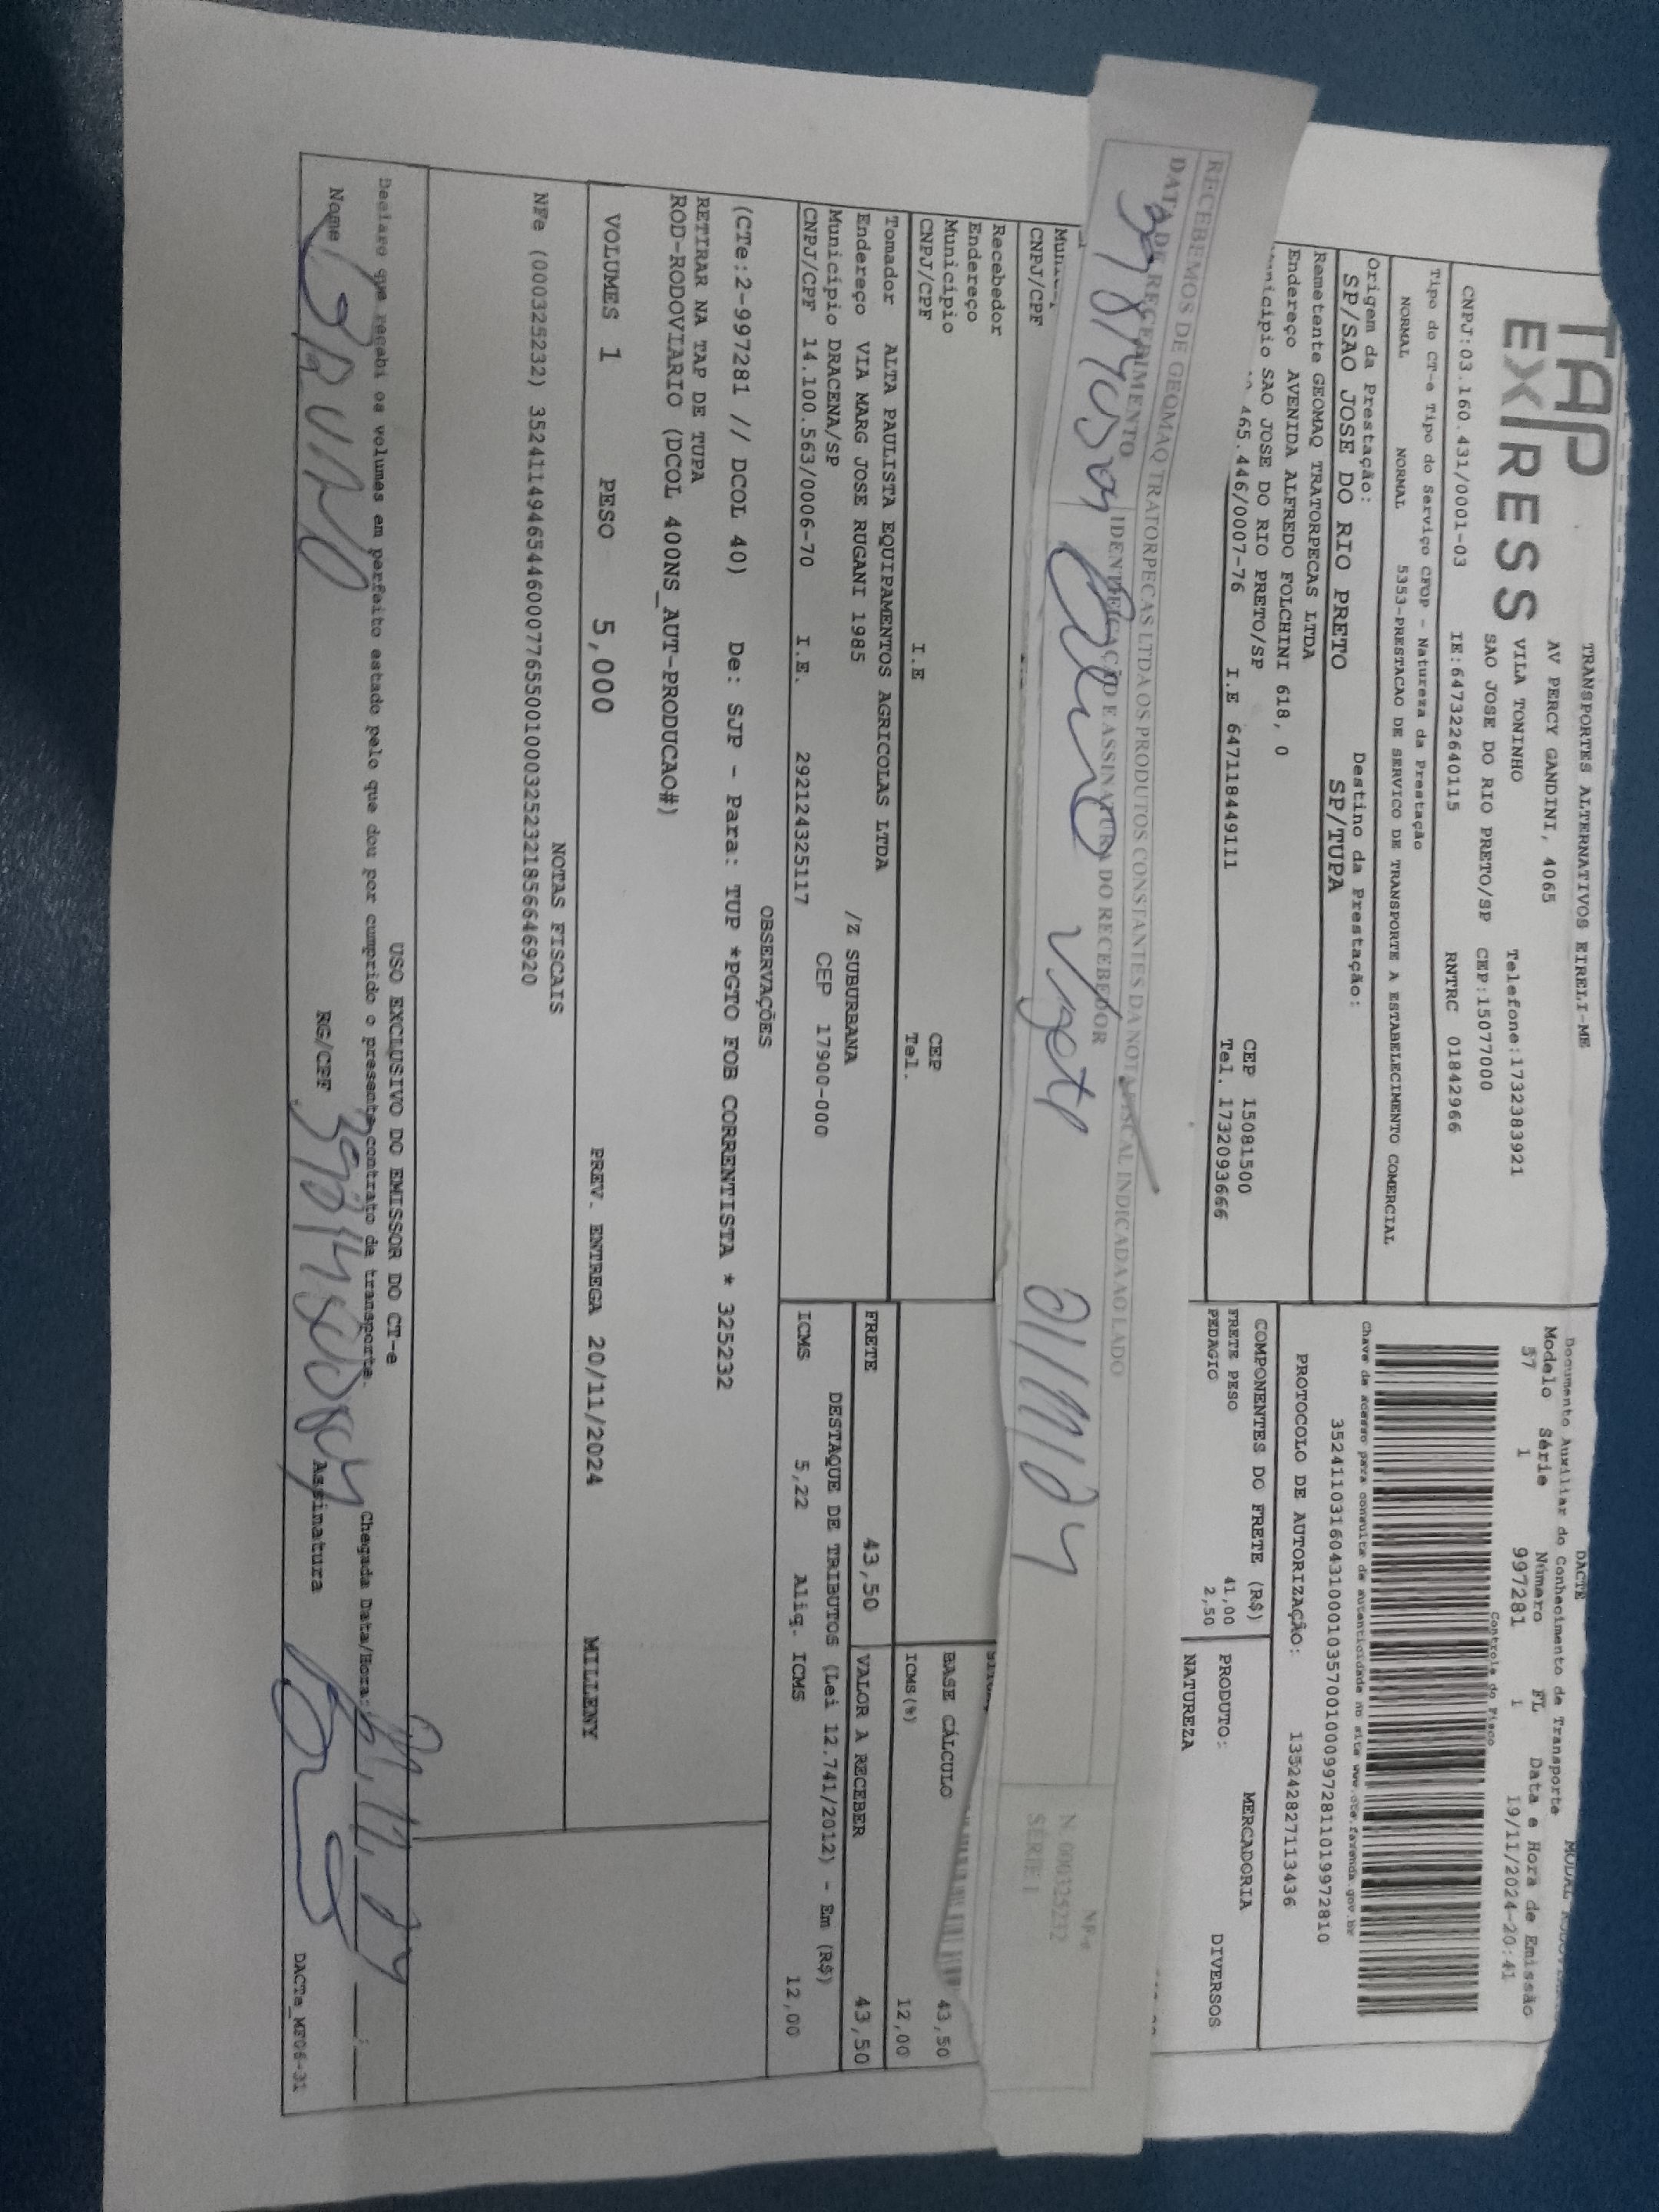 TAP
EXPRESS
TRANSPORTES ALTERNATIVOS EIRELI-ME
AV PERCY GANDINI, 4065
VILA TONINHO Telefone:1732383921
SAO JOSE DO RIO PRETO/SP CEP:15077000
CNPJ:03.160.431/0001-03 IE:647322640115 RNTRC 01842966
Tipo do CT-e Tipo do Serviço CFOP - Natureza da Prestação
NORMAL NORMAL 5353-PRESTACAO DE SERVICO DE TRANSPORTE A ESTABELECIMENTO COMERCIAL
Origem da Prestação: Destino da Prestação:
SP/SAO JOSE DO RIO PRETO SP/TUPA
Remetente GEOMAQ TRATORPECAS LTDA
Endereço AVENIDA ALFREDO FOLCHINI 618, 0
SAO JOSE DO RIO PRETO/SP CEP 15081500
465.446/0007-76 I.E 647118449111 Tel. 1732093666
DACTE
Documento Auxiliar do Conhecimento de Transporte
Modelo Série Número FL Data e Hora de Emissão
57 1 997281 1 19/11/2024-20:41
Controle do Fisco
Chave de acesso para consulta de autenticidade no site www.cte.fazenda.gov.br
35241103160431000103570010009972811019972810
PROTOCOLO DE AUTORIZAÇÃO: 135242827113436
COMPONENTES DO FRETE (R$) MERCADORIA
FRETE PESO 41,00 PRODUTO: DIVERSOS
PEDAGIO 2,50 NATUREZA
RECEBEMOS DE GEOMAQ TRATORPECAS LTDA OS PRODUTOS CONSTANTES DA NOTA FISCAL INDICADA AO LADO
DATA DE RECEBIMENTO IDENTIFICAÇÃO E ASSINATURA DO RECEBEDOR
21/11/24
NF-e
N. 000325232
SÉRIE 1
CNPJ/CPF
Recebedor
Endereço
Município CEP
CNPJ/CPF I.E Tel.
BASE CÁLCULO 43,50
ICMS(%) 12,00
Tomador ALTA PAULISTA EQUIPAMENTOS AGRICOLAS LTDA
Endereço VIA MARG JOSE RUGANI 1985 /Z SUBURBANA
Município DRACENA/SP CEP 17900-000
CNPJ/CPF 14.100.563/0006-70 I.E. 292124325117
FRETE 43,50 VALOR A RECEBER 43,50
DESTAQUE DE TRIBUTOS (Lei 12.741/2012) - Em (R$)
ICMS 5,22 Aliq. ICMS 12,00
OBSERVAÇÕES
(CTe:2-997281 // DCOL 40) De: SJP - Para: TUP *PGTO FOB CORRENTISTA * 325232
RETIRAR NA TAP DE TUPA
ROD-RODOVIARIO (DCOL 400NS_AUT-PRODUCAO#)
VOLUMES 1 PESO 5,000 PREV. ENTREGA 20/11/2024 MILLENY
NOTAS FISCAIS
NFe (000325232) 35241149465446000776550010003252321856646920
USO EXCLUSIVO DO EMISSOR DO CT-e
Declaro que recebi os volumes em perfeito estado pelo que dou por cumprido o presente contrato de transporte. Chegada Data/Hora:
Nome BRUNO RG/CPF Assinatura
DACTe_MF06-31